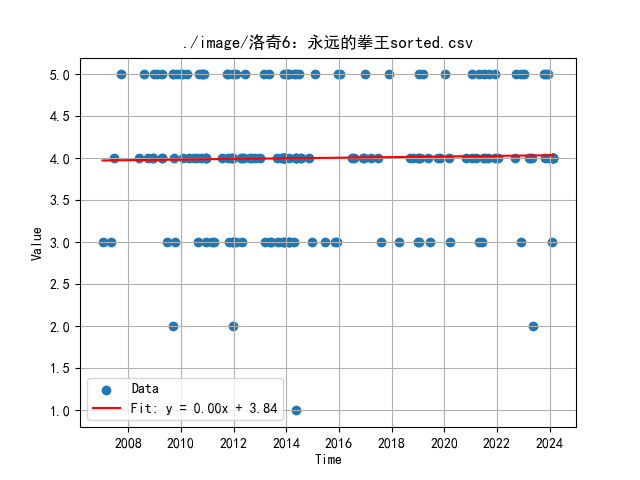 ./image/洛奇6：永远的拳王sorted.csv
5.0
4.5
4.0
3.5
3.0
2.5
2.0
1.5
1.0
Value
Data
Fit: y = 0.00x + 3.84
2008 2010 2012 2014 2016 2018 2020 2022 2024
Time